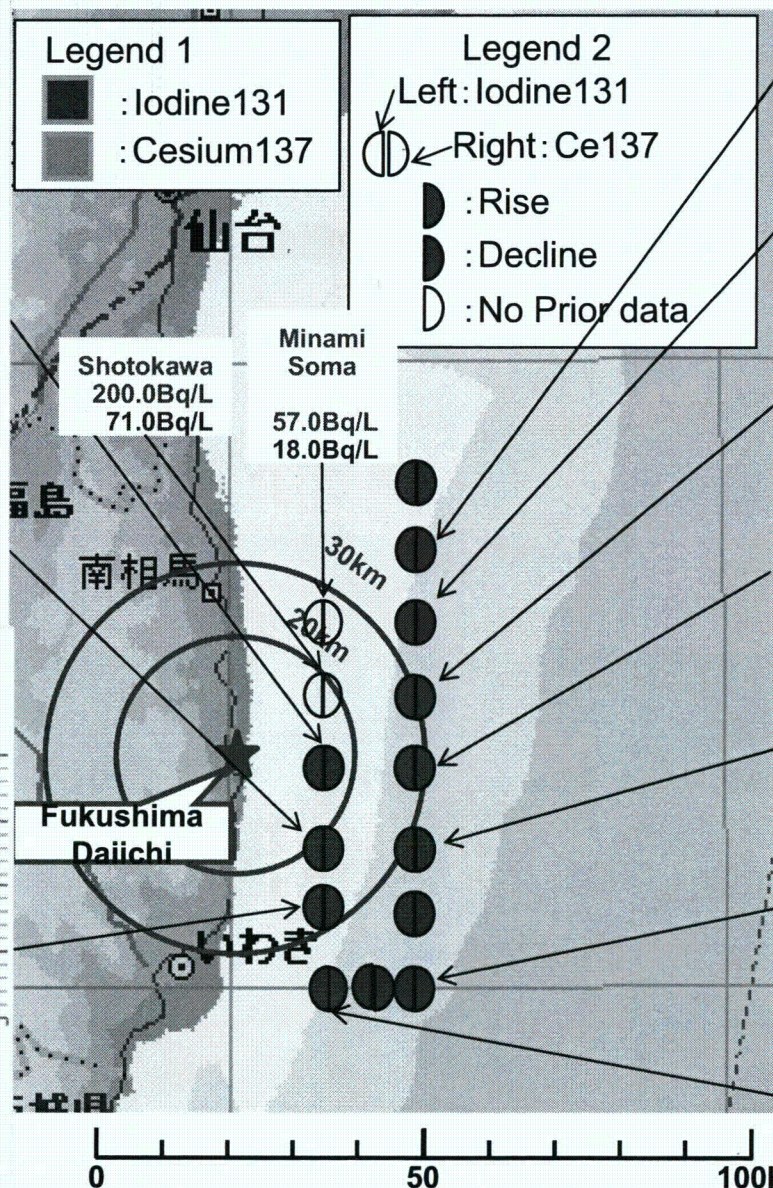 Legend 1
:Iodine131
:Cesium137
Legend 2
Left:Iodine131
Right:Ce137
:Rise
:Decline
:No Prior data
仙台
Shotokawa
200.0Bq/L
71.0Bq/L
Minami
Soma
57.0Bq/L
18.0Bq/L
福島
南相馬
30km
20km
Fukushima
Daiichi
いわき
0
50
100